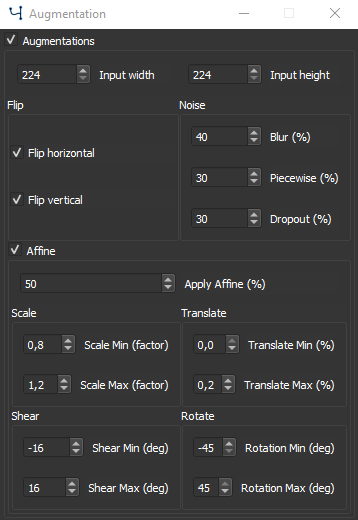 Augmentation
Augmentations
224 Input width 224 Input height
Flip Noise
40 Blur (%)
Flip horizontal
30 Piecewise (%)
Flip vertical
30 Dropout (%)
Affine
50 Apply Affine (%)
Scale Translate
0,8 Scale Min (factor) 0,0 Translate Min (%)
1,2 Scale Max (factor) 0,2 Translate Max (%)
Shear Rotate
-16 Shear Min (deg) -45 Rotation Min (deg)
16 Shear Max (deg) 45 Rotation Max (deg)